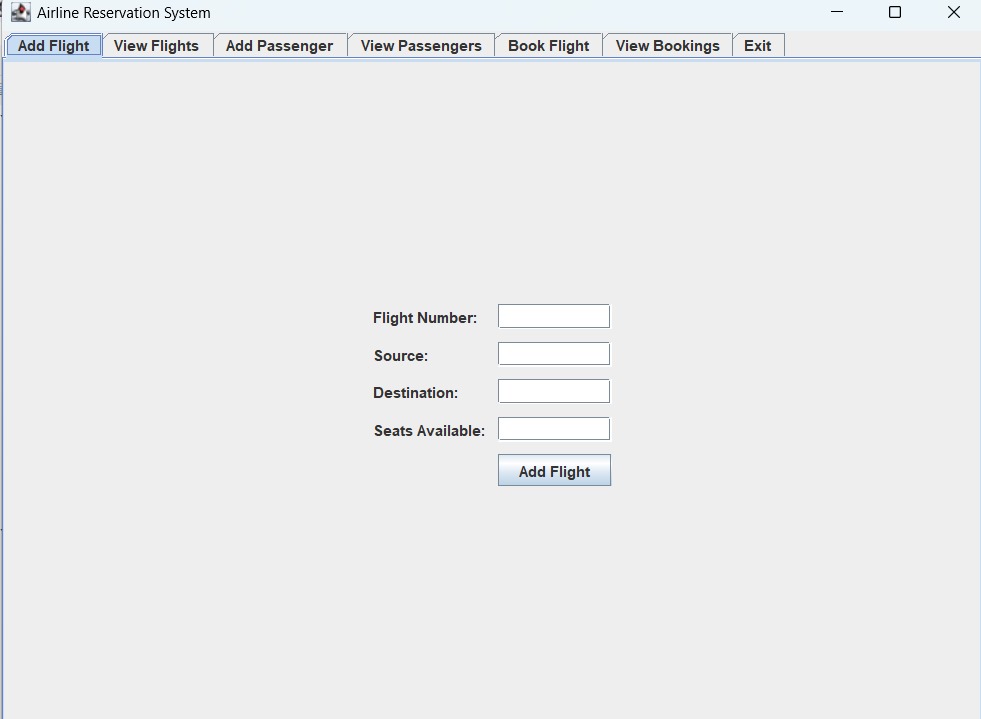 Airline Reservation System
Add Flight View Flights Add Passenger View Passengers Book Flight View Bookings Exit
Flight Number:
Source:
Destination:
Seats Available:
Add Flight